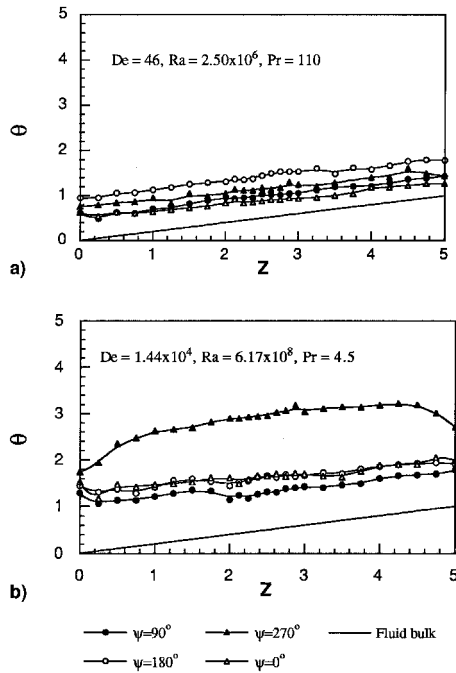 5
De = 46, Ra = 2.50x10⁶, Pr = 110
4
3
θ
2
1
0
0 1 2 3 4 5
a)
Z
5
De = 1.44x10⁴, Ra = 6.17x10⁸, Pr = 4.5
4
3
θ
2
1
0
0 1 2 3 4 5
b)
Z
ψ=90° ψ=270° Fluid bulk
ψ=180° ψ=0°